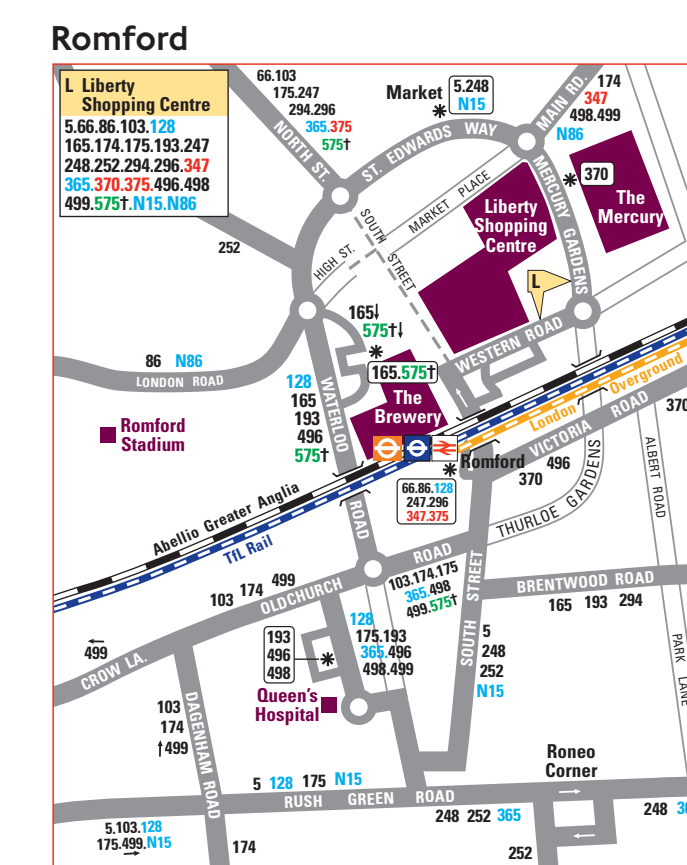 Romford
L Liberty
Shopping Centre
5.66.86.103.128
165.174.175.193.247
248.252.294.296.347
365.370.375.496.498
499.575†.N15.N86
66.103
175.247
294.296
365.375
575†
NORTH ST.
Market
5.248
N15
ST. EDWARDS WAY
MAIN RD.
174
347
498.499
N86
370
The
Mercury
MERCURY GARDENS
Liberty
Shopping
Centre
MARKET PLACE
SOUTH STREET
HIGH ST.
252
L
165↓
575†↓
165.575†
The
Brewery
WESTERN ROAD
86 N86
LONDON ROAD
128
165
193
496
575†
WATERLOO
ROAD
Romford
Stadium
London Overground
VICTORIA ROAD
370
Romford
496
370
66.86.128
247.296
347.375
THURLOE GARDENS
ALBERT ROAD
Abellio Greater Anglia
TfL Rail
103 174 499
OLDCHURCH ROAD
103.174.175
365.498
499.575†
BRENTWOOD ROAD
165 193 294
SOUTH STREET
5
248
252
N15
128
175.193
365.496
498.499
193
496
498
Queen's
Hospital
←
499
CROW LA.
103
174
↑499
DAGENHAM ROAD
PARK LANE
Roneo
Corner
5 128 175 N15
RUSH GREEN ROAD
248 252 365
248
5.103.128
175.499.N15
→
174
252
→
←